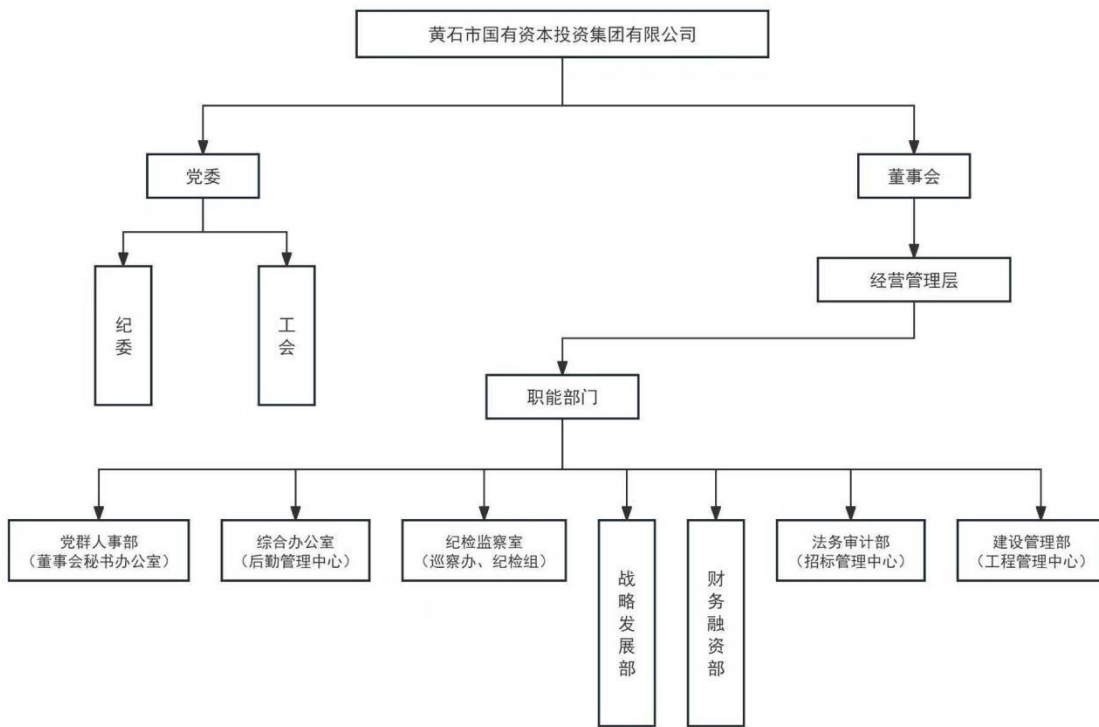 黄石市国有资本投资集团有限公司
党委
董事会
纪委
工会
经营管理层
职能部门
党群人事部
（董事会秘书办公室）
综合办公室
（后勤管理中心）
纪检监察室
（巡察办、纪检组）
战略发展部
财务融资部
法务审计部
（招标管理中心）
建设管理部
（工程管理中心）